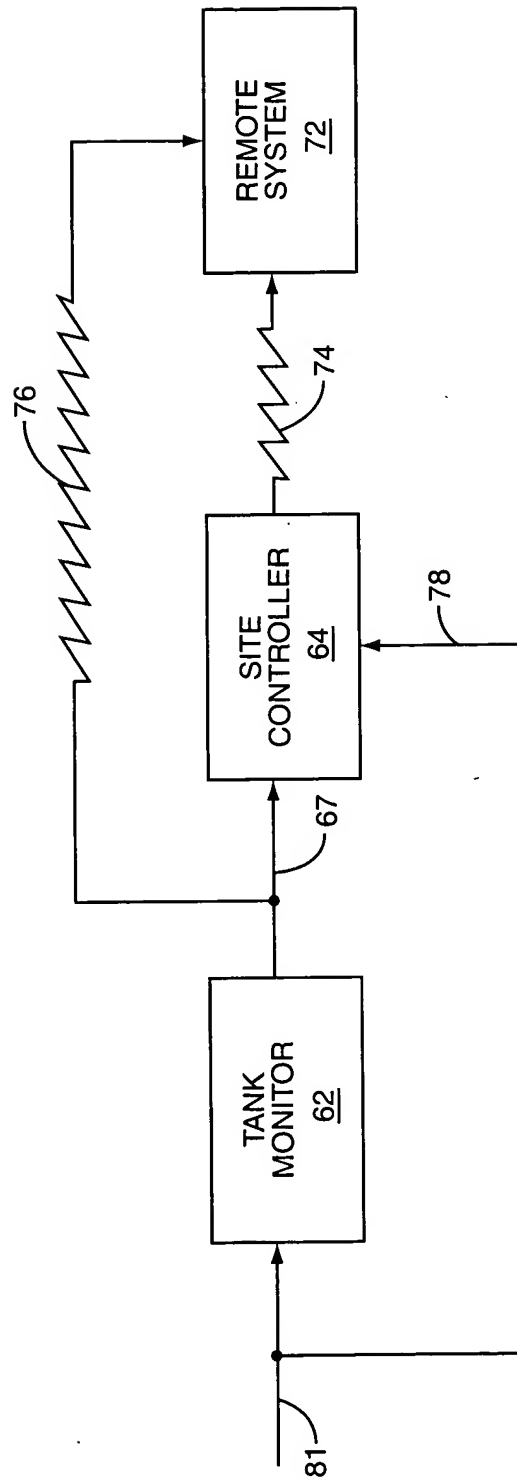 76
REMOTE
SYSTEM
72
74
SITE
CONTROLLER
64
78
67
TANK
MONITOR
62
81